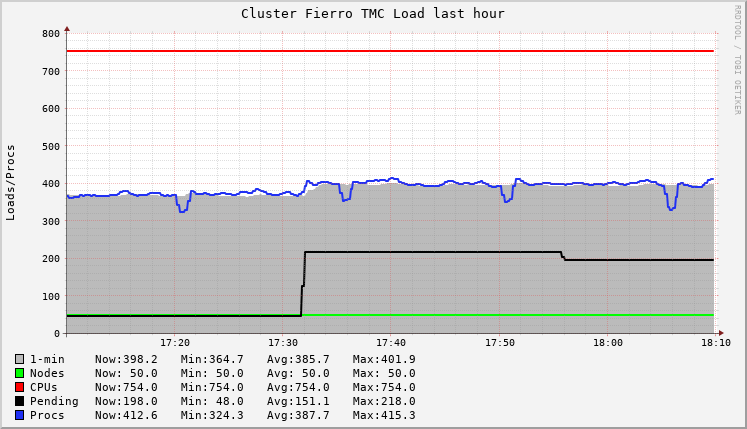 Cluster Fierro TMC Load last hour
RRDTOOL / TOBI OETIKER
Loads/Procs
800
700
600
500
400
300
200
100
0
17:20 17:30 17:40 17:50 18:00 18:10
1-min Now:398.2 Min:364.7 Avg:385.7 Max:401.9
Nodes Now: 50.0 Min: 50.0 Avg: 50.0 Max: 50.0
CPUs Now:754.0 Min:754.0 Avg:754.0 Max:754.0
Pending Now:198.0 Min: 48.0 Avg:151.1 Max:218.0
Procs Now:412.6 Min:324.3 Avg:387.7 Max:415.3